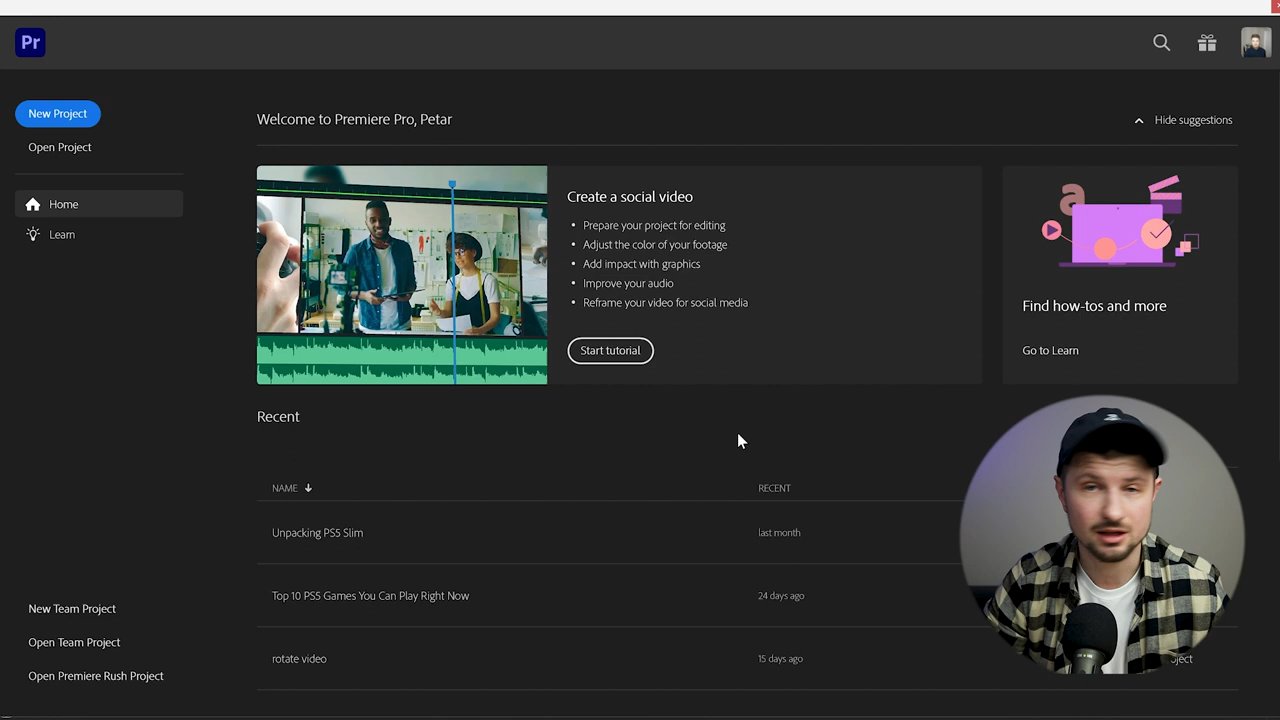 Pr
New Project
Open Project
Home
Learn
Welcome to Premiere Pro, Petar
Hide suggestions
Create a social video
• Prepare your project for editing
• Adjust the color of your footage
• Add impact with graphics
• Improve your audio
• Reframe your video for social media
Start tutorial
Find how-tos and more
Go to Learn
Recent
NAME RECENT
Unpacking PS5 Slim last month
Top 10 PS5 Games You Can Play Right Now 24 days ago
rotate video 15 days ago
New Team Project
Open Team Project
Open Premiere Rush Project